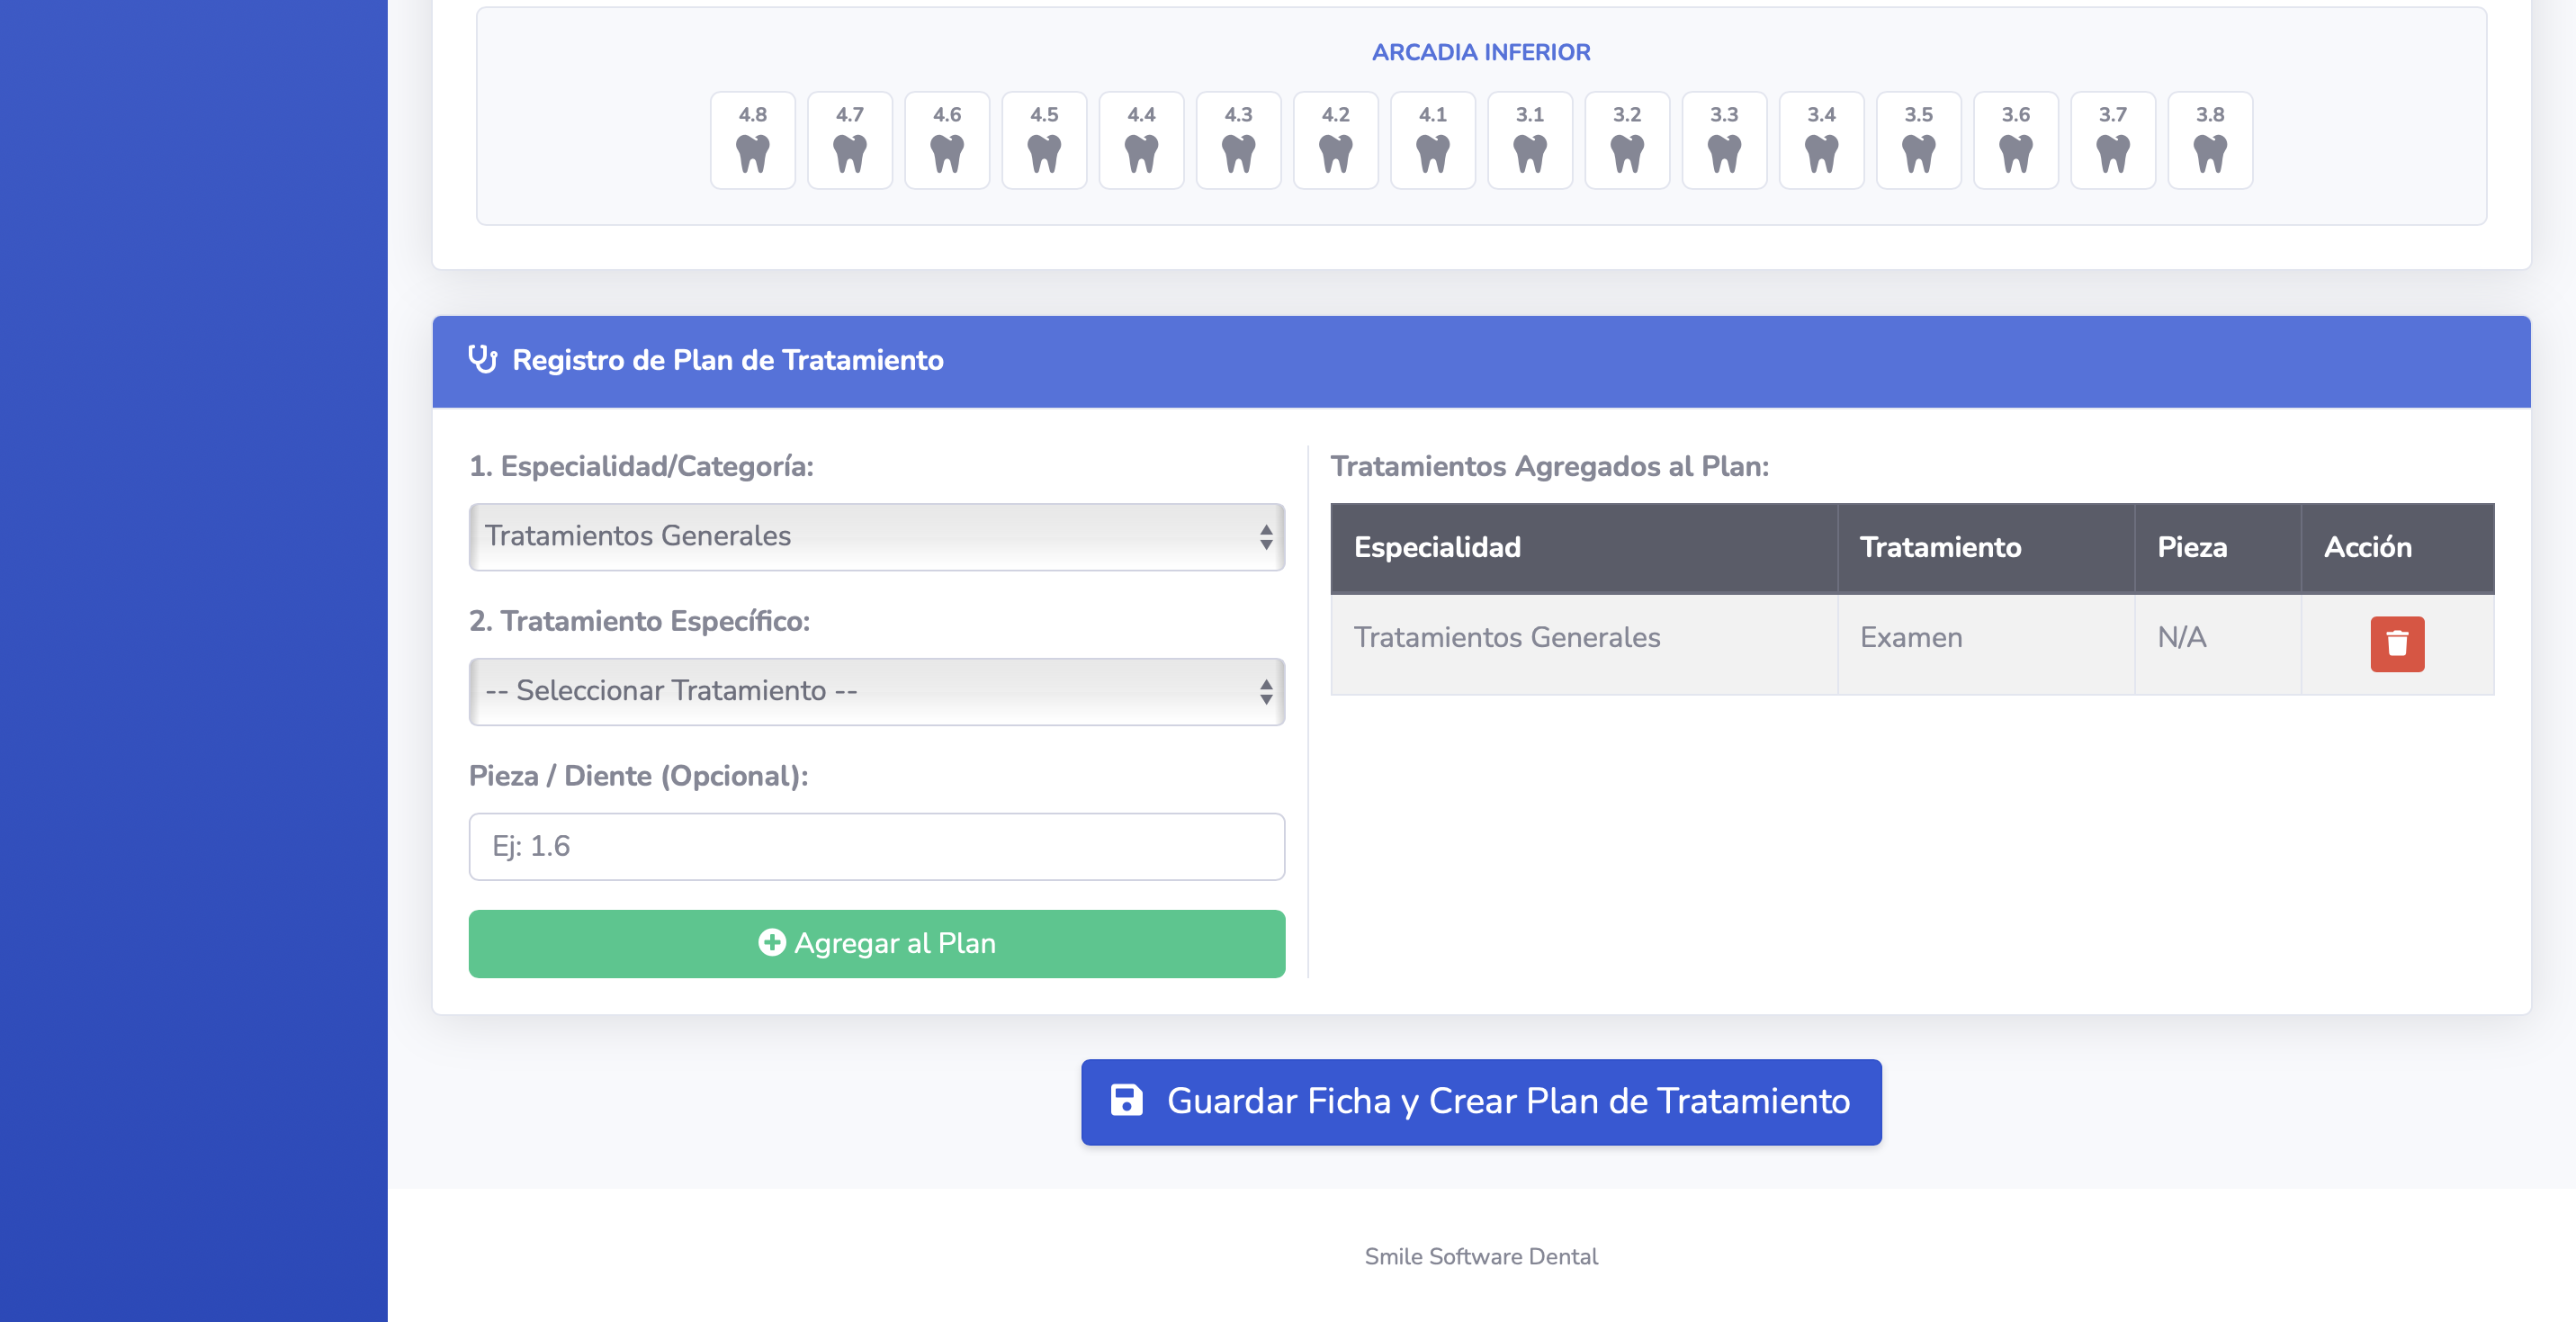 ARCADIA INFERIOR
4.8 4.7 4.6 4.5 4.4 4.3 4.2 4.1 3.1 3.2 3.3 3.4 3.5 3.6 3.7 3.8
Registro de Plan de Tratamiento
1. Especialidad/Categoría:
Tratamientos Generales
2. Tratamiento Específico:
-- Seleccionar Tratamiento --
Pieza / Diente (Opcional):
Ej: 1.6
Agregar al Plan
Tratamientos Agregados al Plan:
Especialidad Tratamiento Pieza Acción
Tratamientos Generales Examen N/A
Guardar Ficha y Crear Plan de Tratamiento
Smile Software Dental